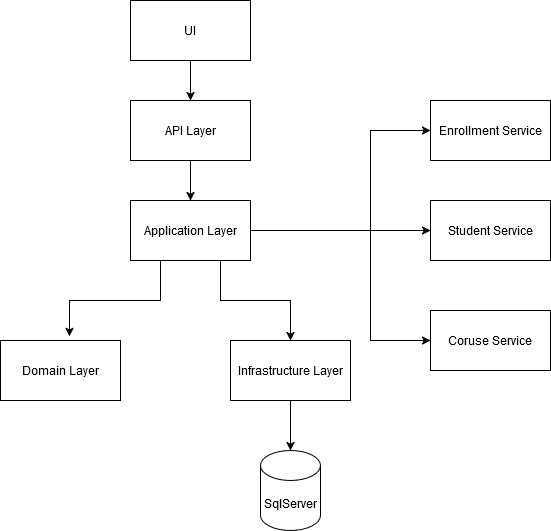 UI
API Layer
Enrollment Service
Application Layer
Student Service
Coruse Service
Domain Layer
Infrastructure Layer
SqlServer